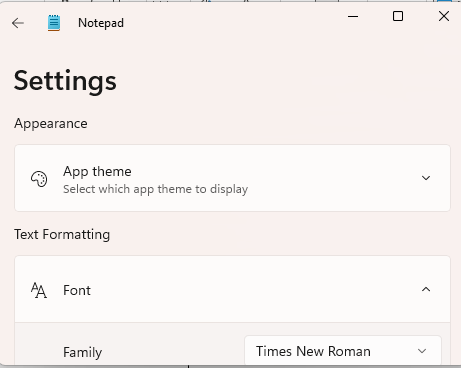 Notepad
Settings
Appearance
App theme
Select which app theme to display
Text Formatting
Font
Family
Times New Roman